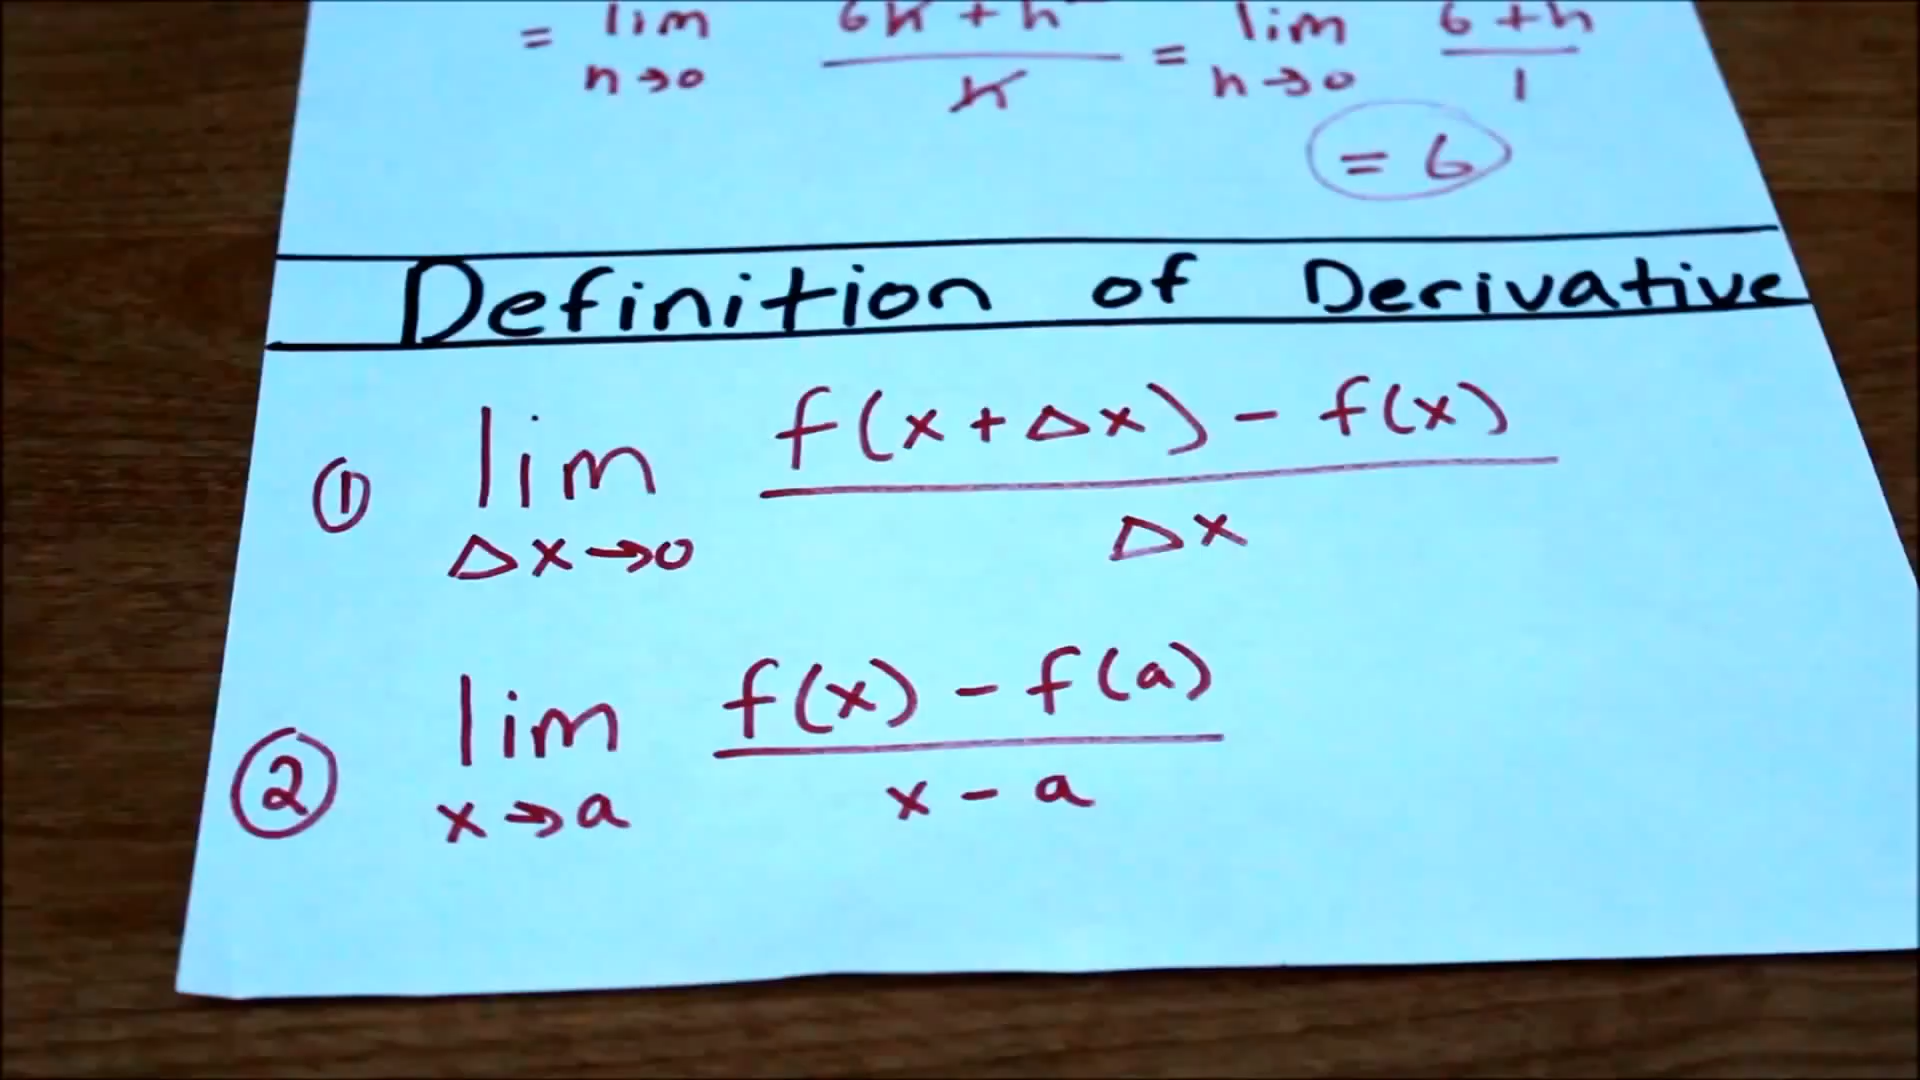 = lim 6h + h² = lim 6 + h
h→0 h h→0 1
= 6
Definition of Derivative
① lim f(x + Δx) - f(x)
Δx→0 Δx
② lim f(x) - f(a)
x→a x - a